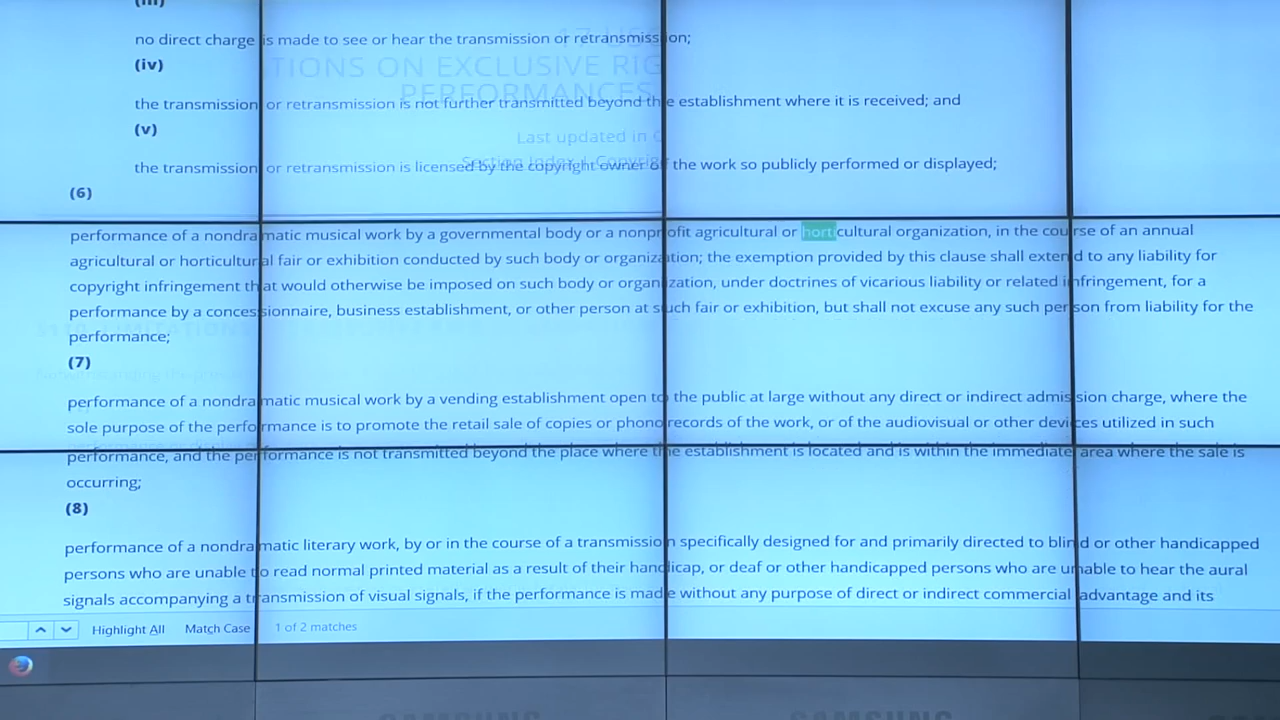 (iii)
no direct charge is made to see or hear the transmission or retransmission;
(iv)
TIONS ON EXCLUSIVE RIG
PERFORMANCES
the transmission or retransmission is not further transmitted beyond the establishment where it is received; and
(v)
Last updated in
the transmission or retransmission is licensed by the copyright owner of the work so publicly performed or displayed;
(6)
performance of a nondramatic musical work by a governmental body or a nonprofit agricultural or horticultural organization, in the course of an annual
agricultural or horticultural fair or exhibition conducted by such body or organization; the exemption provided by this clause shall extend to any liability for
copyright infringement that would otherwise be imposed on such body or organization, under doctrines of vicarious liability or related infringement, for a
performance by a concessionnaire, business establishment, or other person at such fair or exhibition, but shall not excuse any such person from liability for the
performance;
(7)
performance of a nondramatic musical work by a vending establishment open to the public at large without any direct or indirect admission charge, where the
sole purpose of the performance is to promote the retail sale of copies or phonorecords of the work, or of the audiovisual or other devices utilized in such
performance, and the performance is not transmitted beyond the place where the establishment is located and is within the immediate area where the sale is
occurring;
(8)
performance of a nondramatic literary work, by or in the course of a transmission specifically designed for and primarily directed to blind or other handicapped
persons who are unable to read normal printed material as a result of their handicap, or deaf or other handicapped persons who are unable to hear the aural
signals accompanying a transmission of visual signals, if the performance is made without any purpose of direct or indirect commercial advantage and its
Highlight All Match Case 1 of 2 matches
SAMSUNG SAMSUNG